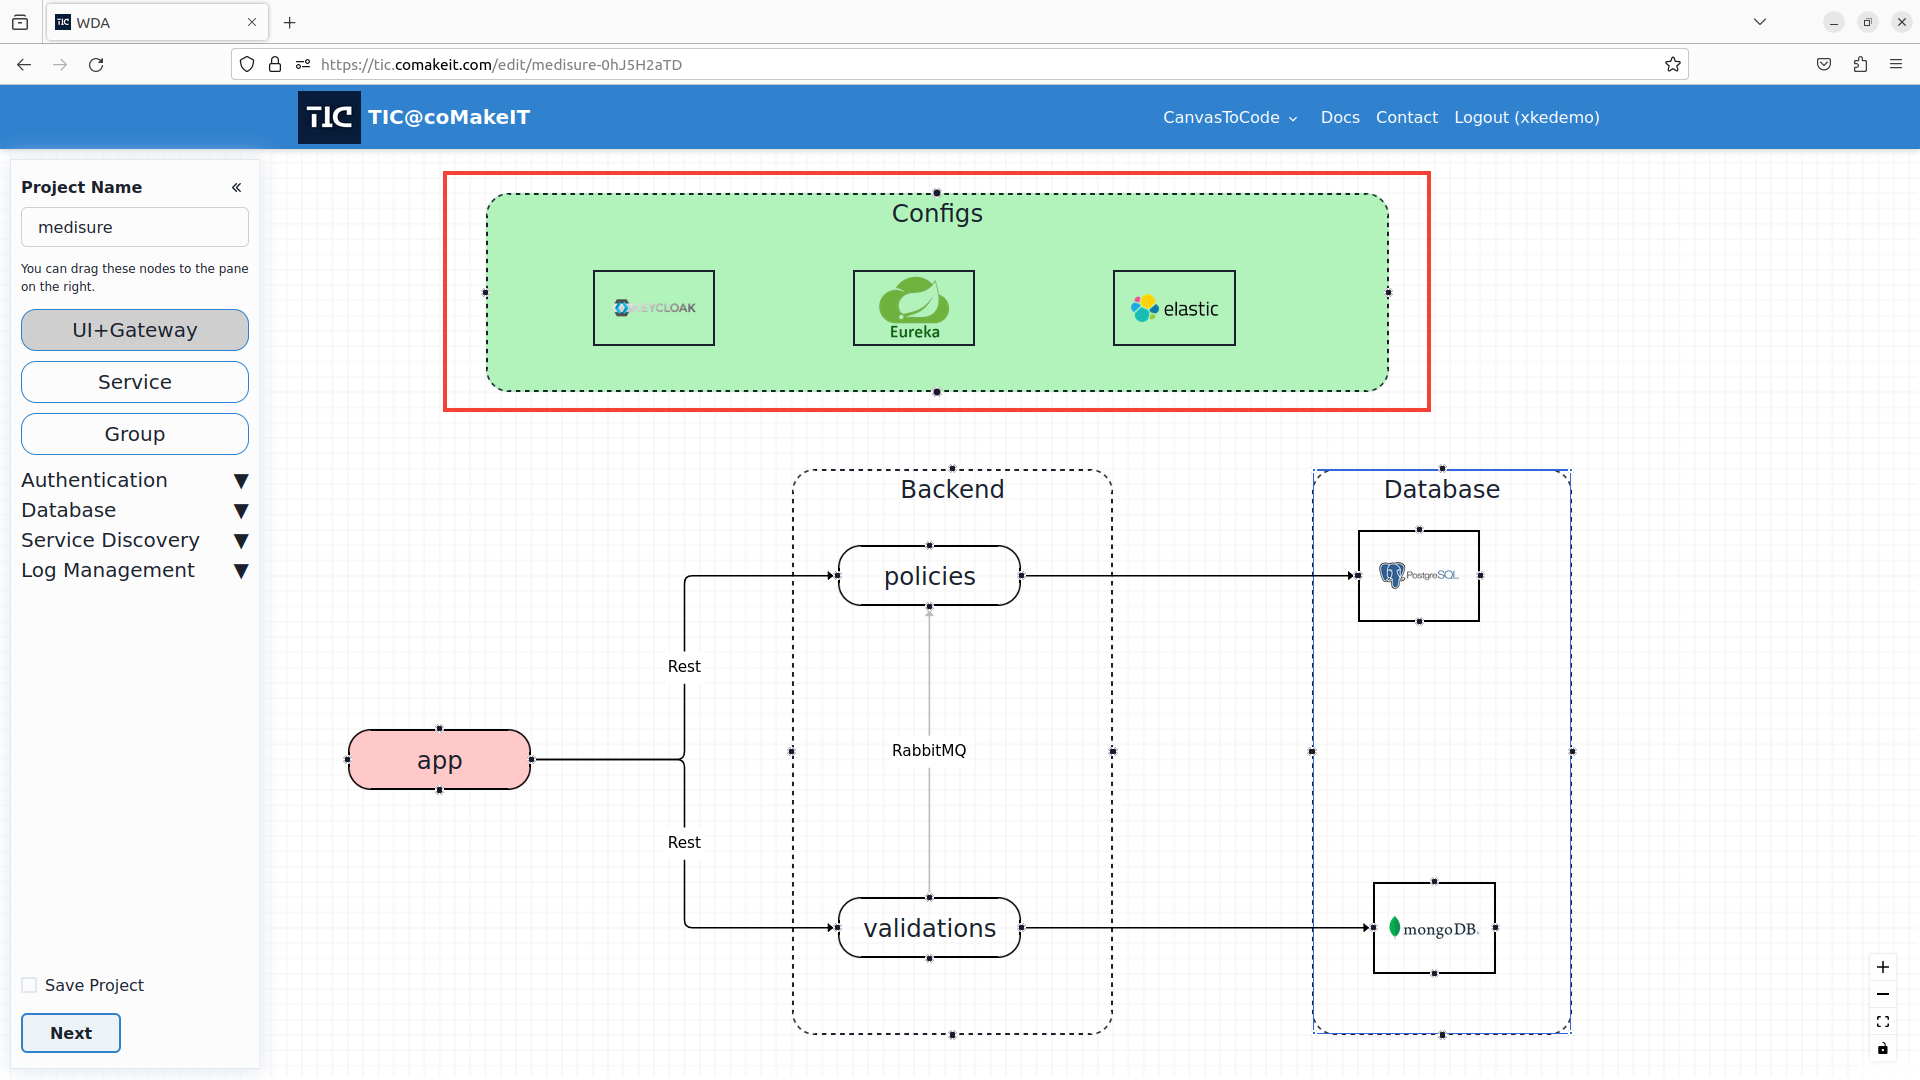 WDA
https://tic.comakeit.com/edit/medisure-0hJ5H2aTD
TIC
TIC@coMakeIT
CanvasToCode
Docs
Contact
Logout (xkedemo)
Project Name
medisure
You can drag these nodes to the pane
on the right.
UI+Gateway
Service
Group
Authentication
Database
Service Discovery
Log Management
Save Project
Next
Configs
KEYCLOAK
Eureka
elastic
Backend
Database
policies
PostgreSQL
Rest
app
RabbitMQ
Rest
validations
mongoDB.